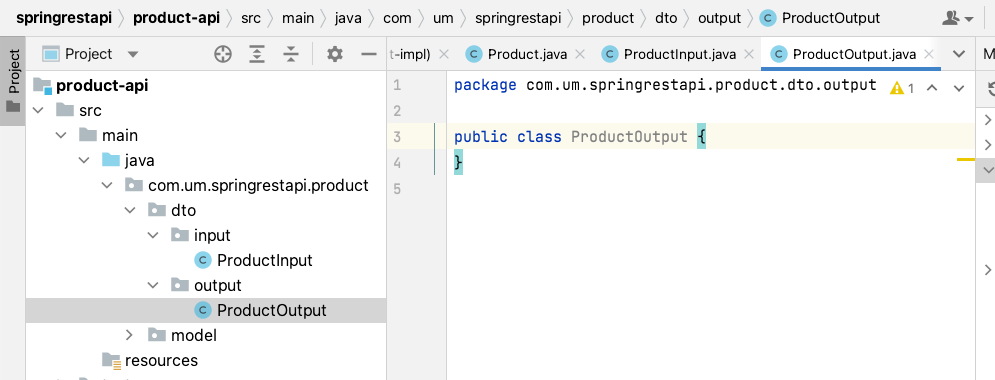 springrestapi product-api src main java com um springrestapi product dto output ProductOutput
Project
Project
t-impl) Product.java ProductInput.java ProductOutput.java M
product-api
src
main
java
com.um.springrestapi.product
dto
input
ProductInput
output
ProductOutput
model
resources
1 package com.um.springrestapi.product.dto.output 1
2
3 public class ProductOutput {
4 }
5